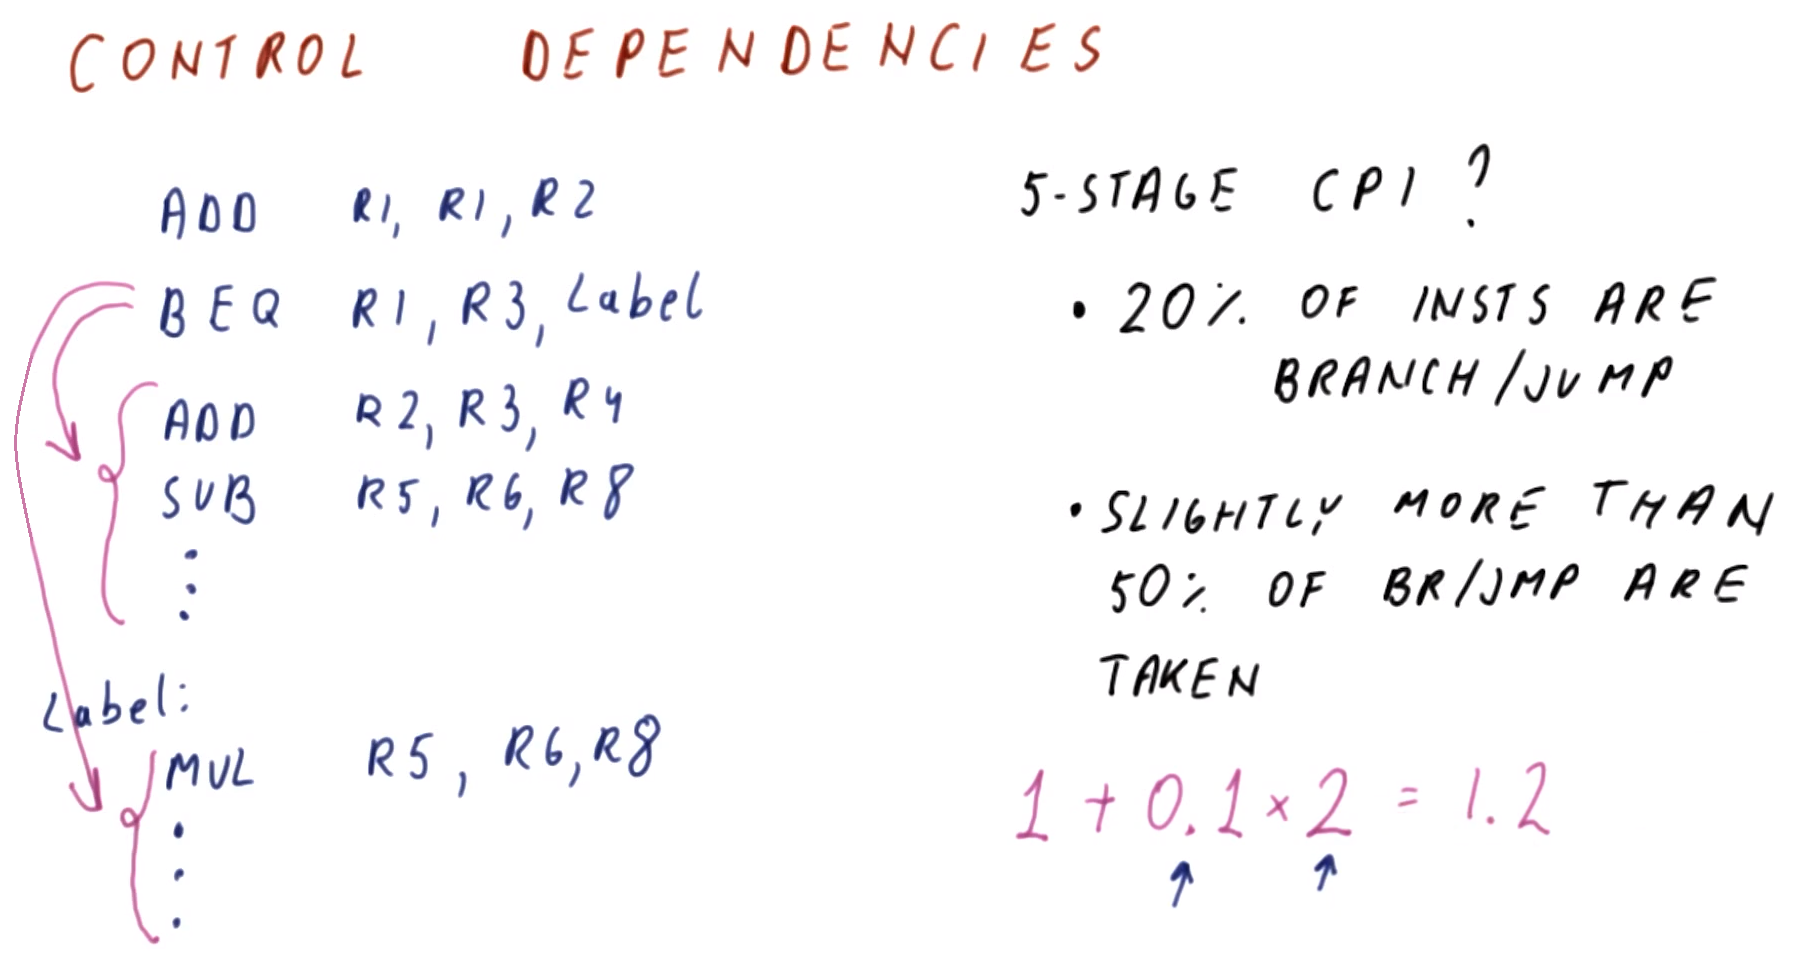 CONTROL DEPENDENCIES
ADD R1, R1, R2
BEQ R1, R3, Label
ADD R2, R3, R4
SUB R5, R6, R8
⋮
Label:
MUL R5, R6, R8
⋮
5-STAGE CPI ?
• 20% OF INSTS ARE
BRANCH/JUMP
• SLIGHTLY MORE THAN
50% OF BR/JMP ARE
TAKEN
1 + 0.1 × 2 = 1.2